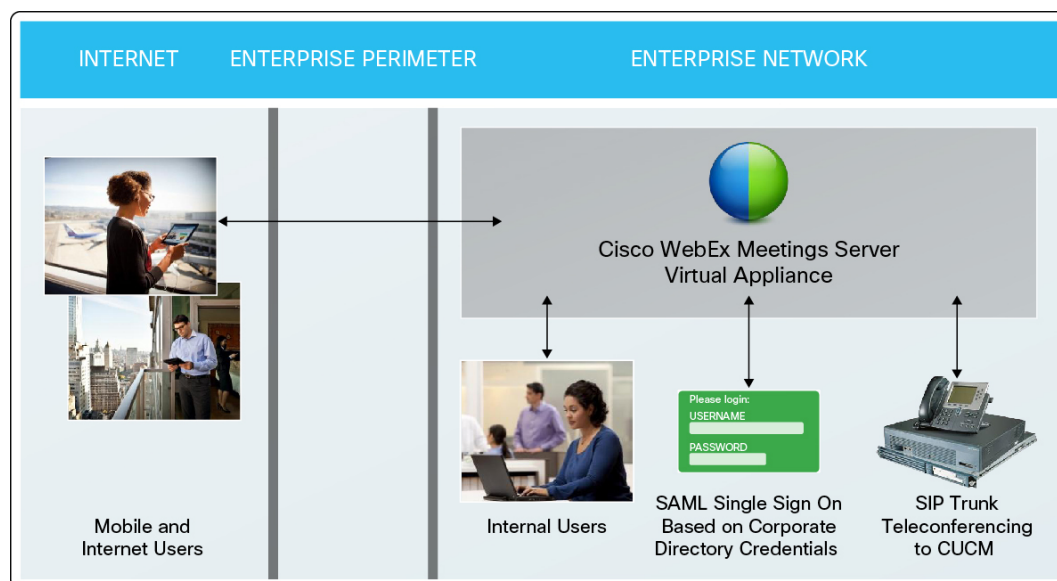 INTERNET
ENTERPRISE PERIMETER
ENTERPRISE NETWORK
Cisco WebEx Meetings Server
Virtual Appliance
Please login:
USERNAME
PASSWORD
Mobile and
Internet Users
Internal Users
SAML Single Sign On
Based on Corporate
Directory Credentials
SIP Trunk
Teleconferencing
to CUCM